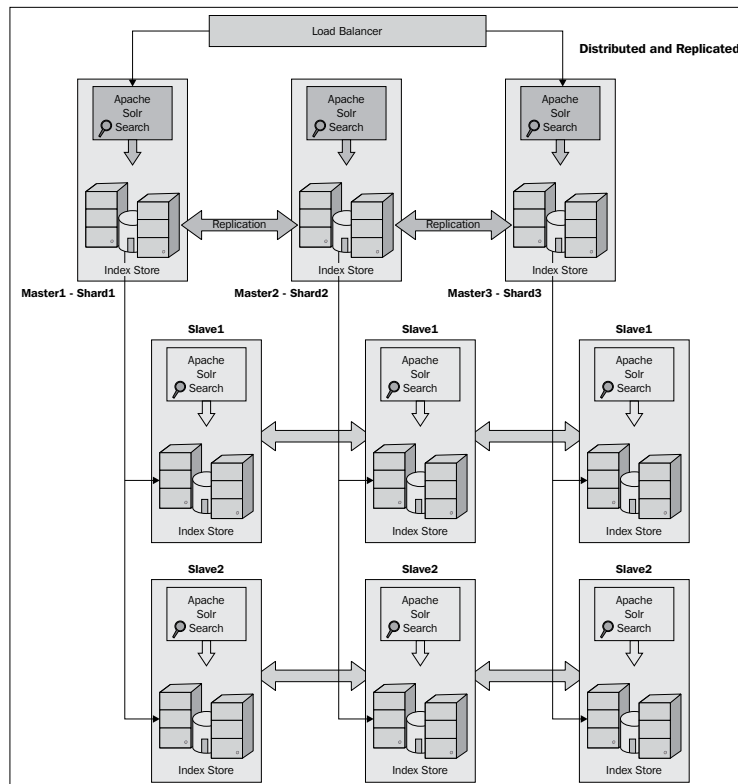 Load Balancer
Distributed and Replicated
Apache
Solr
Search
Apache
Solr
Search
Apache
Solr
Search
Replication
Replication
Index Store
Index Store
Index Store
Master1 - Shard1
Master2 - Shard2
Master3 - Shard3
Slave1
Slave1
Slave1
Apache
Solr
Search
Apache
Solr
Search
Apache
Solr
Search
Index Store
Index Store
Index Store
Slave2
Slave2
Slave2
Apache
Solr
Search
Apache
Solr
Search
Apache
Solr
Search
Index Store
Index Store
Index Store